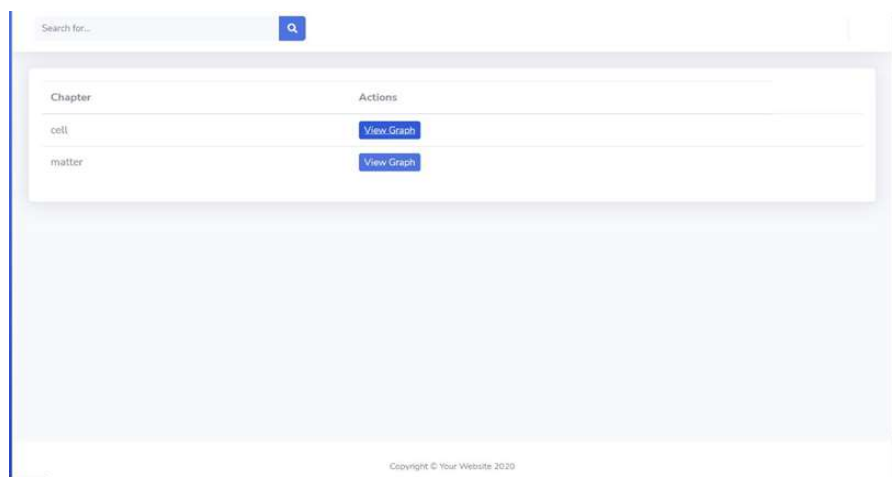 Search for...
Chapter Actions
cell View Graph
matter View Graph
Copyright © Your Website 2020